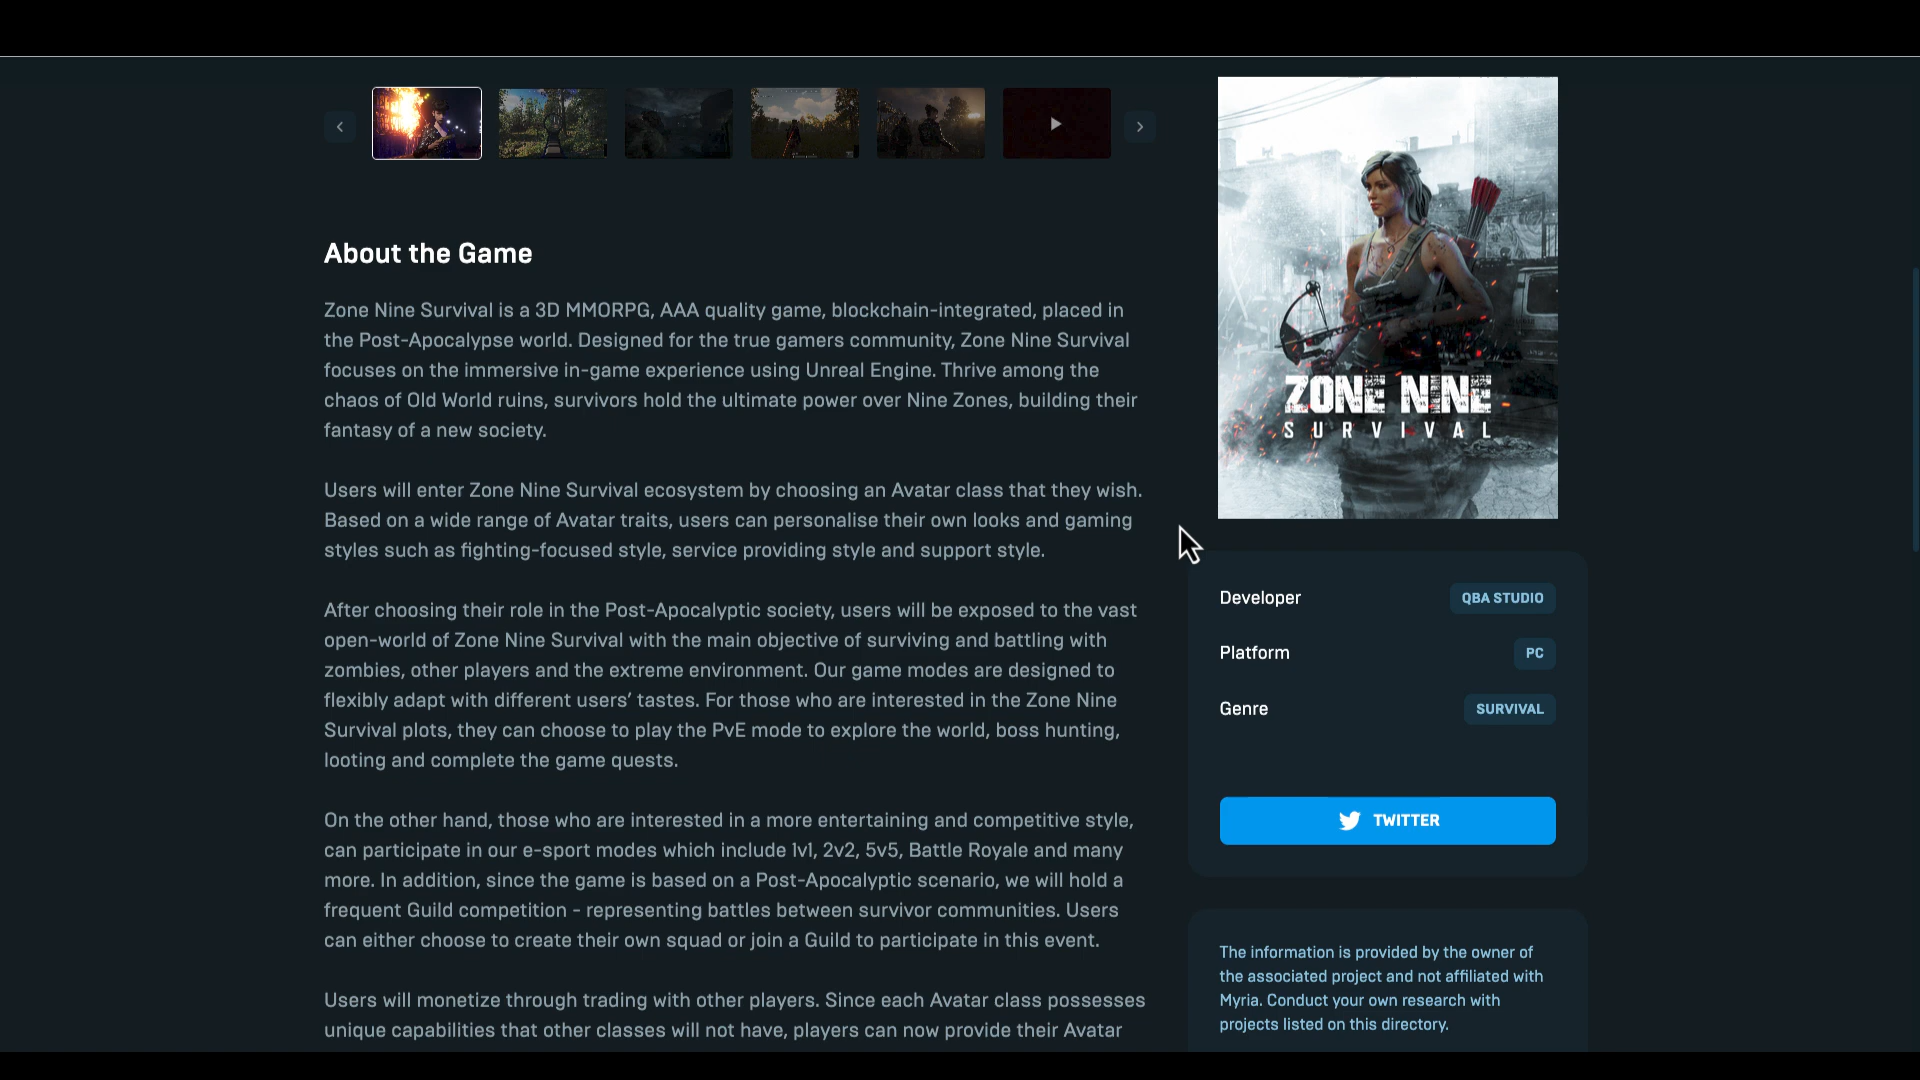 About the Game
Zone Nine Survival is a 3D MMORPG, AAA quality game, blockchain-integrated, placed in
the Post-Apocalypse world. Designed for the true gamers community, Zone Nine Survival
focuses on the immersive in-game experience using Unreal Engine. Thrive among the
chaos of Old World ruins, survivors hold the ultimate power over Nine Zones, building their
fantasy of a new society.
Users will enter Zone Nine Survival ecosystem by choosing an Avatar class that they wish.
Based on a wide range of Avatar traits, users can personalise their own looks and gaming
styles such as fighting-focused style, service providing style and support style.
After choosing their role in the Post-Apocalyptic society, users will be exposed to the vast
open-world of Zone Nine Survival with the main objective of surviving and battling with
zombies, other players and the extreme environment. Our game modes are designed to
flexibly adapt with different users’ tastes. For those who are interested in the Zone Nine
Survival plots, they can choose to play the PvE mode to explore the world, boss hunting,
looting and complete the game quests.
On the other hand, those who are interested in a more entertaining and competitive style,
can participate in our e-sport modes which include 1v1, 2v2, 5v5, Battle Royale and many
more. In addition, since the game is based on a Post-Apocalyptic scenario, we will hold a
frequent Guild competition - representing battles between survivor communities. Users
can either choose to create their own squad or join a Guild to participate in this event.
Users will monetize through trading with other players. Since each Avatar class possesses
unique capabilities that other classes will not have, players can now provide their Avatar
ZONE NINE
SURVIVAL
Developer QBA STUDIO
Platform PC
Genre SURVIVAL
TWITTER
The information is provided by the owner of
the associated project and not affiliated with
Myria. Conduct your own research with
projects listed on this directory.